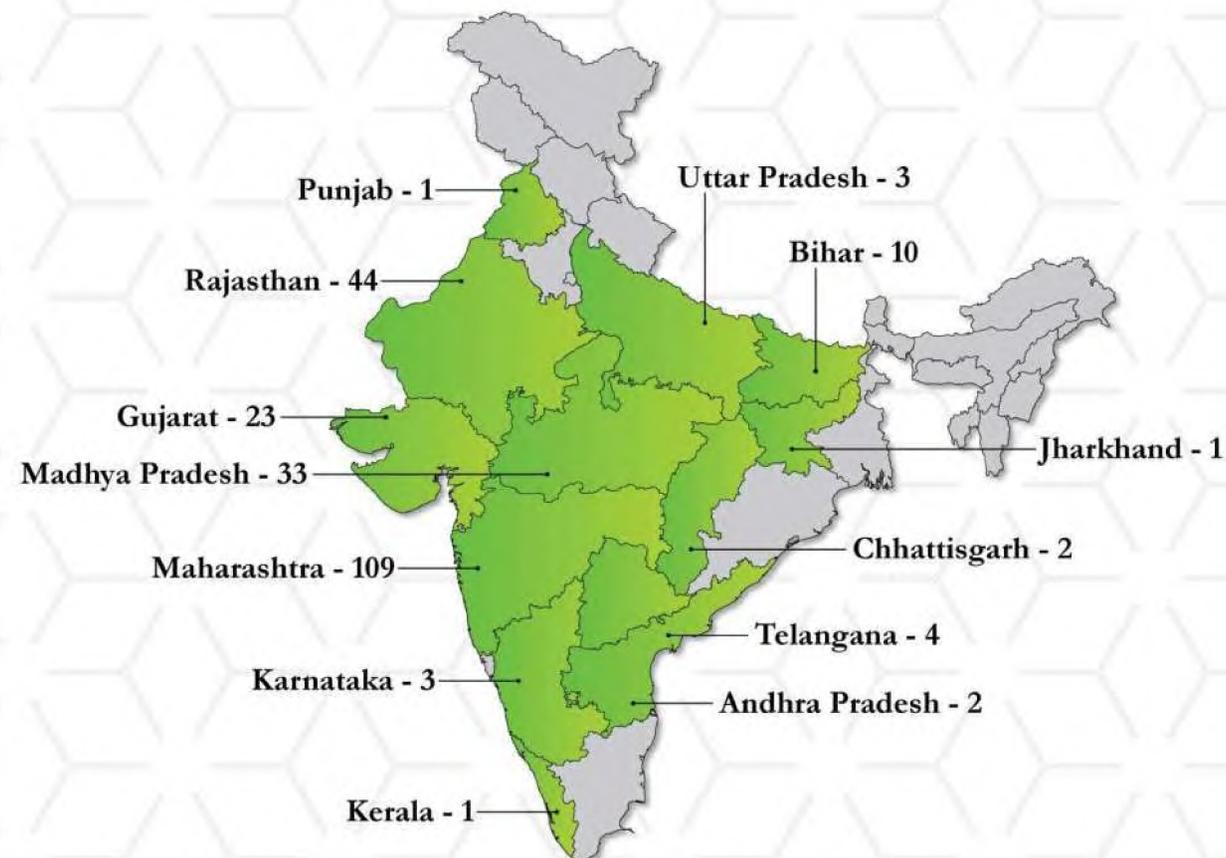 Punjab - 1
Uttar Pradesh - 3
Bihar - 10
Rajasthan - 44
Gujarat - 23
Jharkhand - 1
Madhya Pradesh - 33
Chhattisgarh - 2
Maharashtra - 109
Telangana - 4
Karnataka - 3
Andhra Pradesh - 2
Kerala - 1